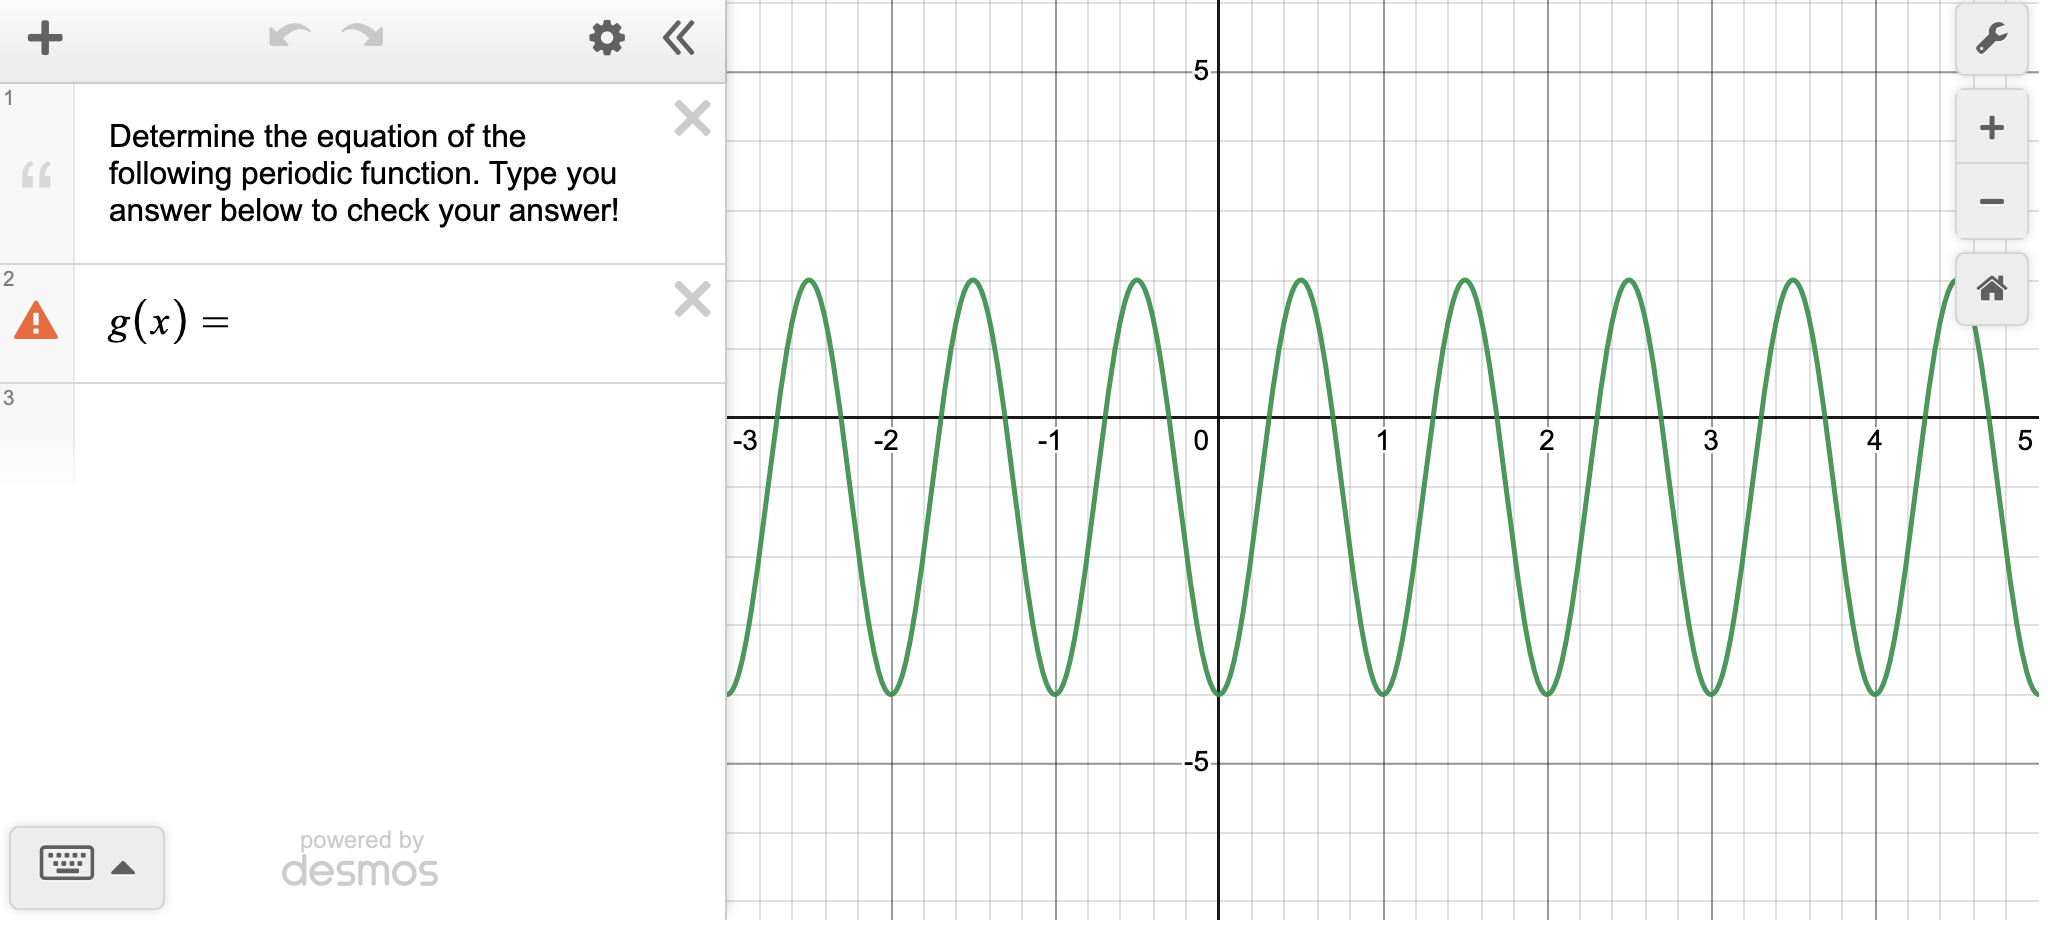 1
Determine the equation of the
following periodic function. Type you
answer below to check your answer!
2
g(x) =
3
powered by
desmos
5
-3 -2 -1 0 1 2 3 4 5
-5